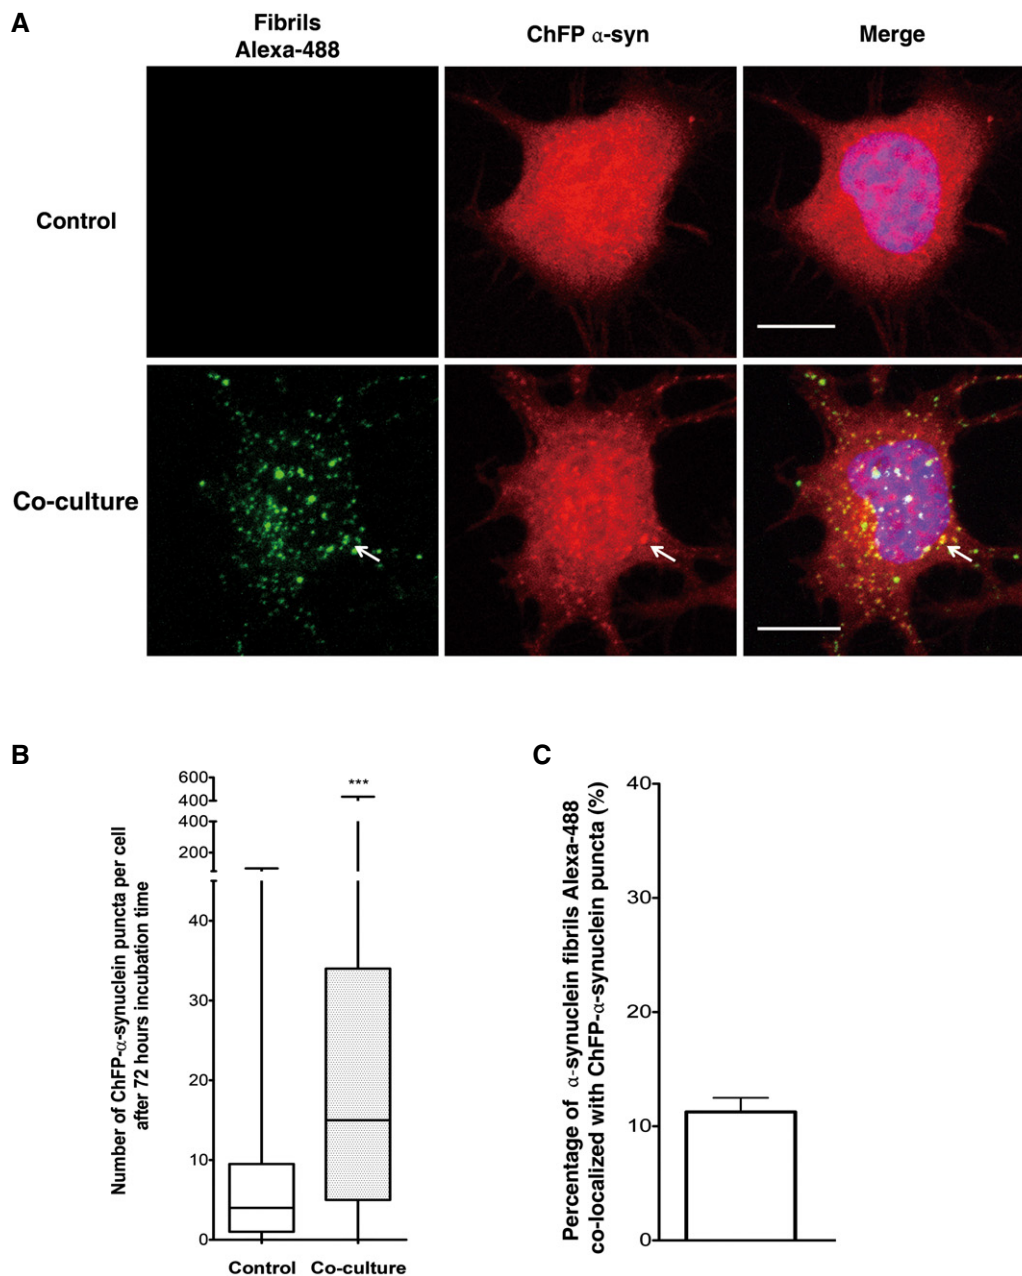 A
Fibrils
Alexa-488
ChFP α-syn
Merge
Control
Co-culture
B
Number of ChFP-α-synuclein puncta per cell
after 72 hours incubation time
600
400
400
200
40
30
20
10
0
***
Control
Co-culture
C
Percentage of α-synuclein fibrils Alexa-488
co-localized with ChFP-α-synuclein puncta (%)
40
30
20
10
0